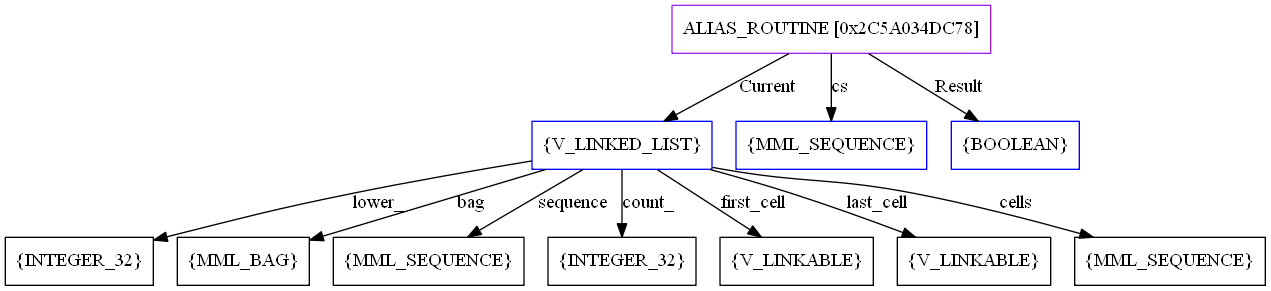 ALIAS_ROUTINE [0x2C5A034DC78]
Current
cs
Result
{V_LINKED_LIST}
{MML_SEQUENCE}
{BOOLEAN}
lower_
bag
sequence
count_
first_cell
last_cell
cells
{INTEGER_32}
{MML_BAG}
{MML_SEQUENCE}
{INTEGER_32}
{V_LINKABLE}
{V_LINKABLE}
{MML_SEQUENCE}